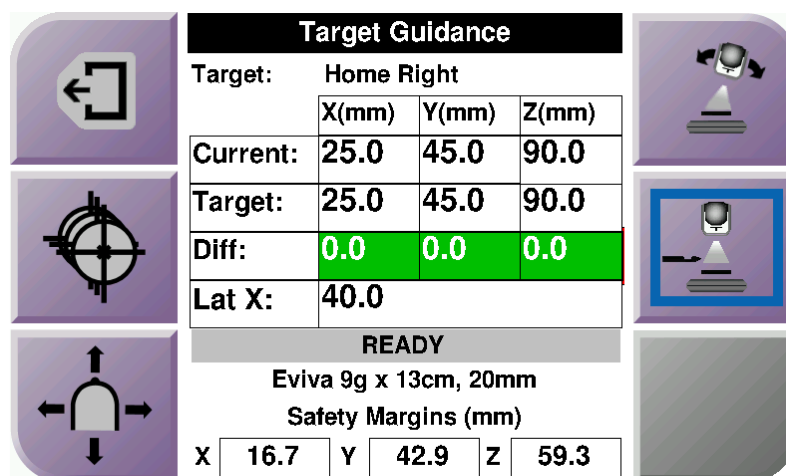 Target Guidance
Target: Home Right
X(mm) Y(mm) Z(mm)
Current: 25.0 45.0 90.0
Target: 25.0 45.0 90.0
Diff: 0.0 0.0 0.0
Lat X: 40.0
READY
Eviva 9g x 13cm, 20mm
Safety Margins (mm)
X 16.7 Y 42.9 Z 59.3